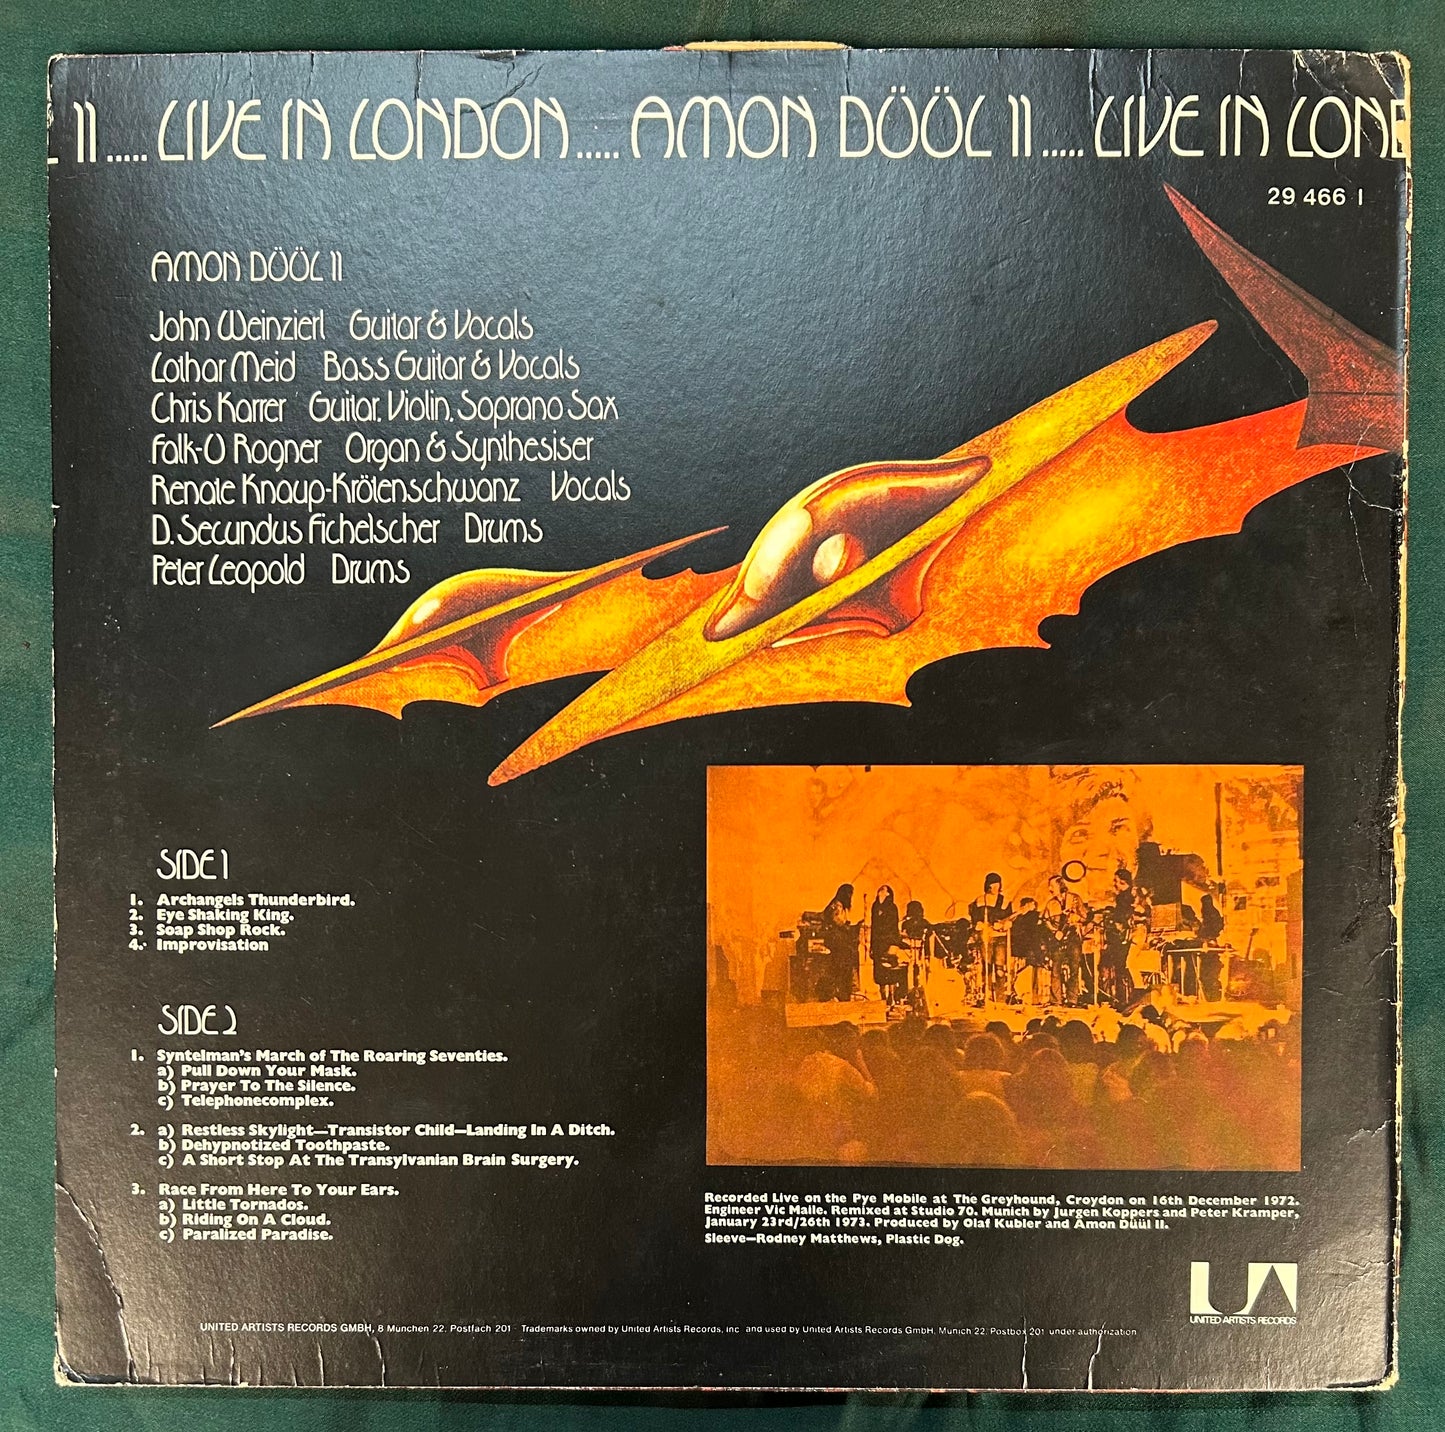 L II ..... LIVE IN LONDON ..... AMON DÜÜL II ..... LIVE IN LOND
29 466 I
AMON DÜÜL II
John Weinzierl Guitar & Vocals
Lothar Meid Bass Guitar & Vocals
Chris Karrer Guitar, Violin, Soprano Sax
Falk-U Rogner Organ & Synthesiser
Renate Knaup-Krötenschwanz Vocals
D. Secundus Fichelscher Drums
Peter Leopold Drums
SIDE 1
1. Archangels Thunderbird.
2. Eye Shaking King.
3. Soap Shop Rock.
4. Improvisation
SIDE 2
1. Syntelman's March of The Roaring Seventies.
a) Pull Down Your Mask.
b) Prayer To The Silence.
c) Telephonecomplex.
2. a) Restless Skylight—Transistor Child—Landing In A Ditch.
b) Dehypnotized Toothpaste.
c) A Short Stop At The Transylvanian Brain Surgery.
3. Race From Here To Your Ears.
a) Little Tornados.
b) Riding On A Cloud.
c) Paralized Paradise.
Recorded Live on the Pye Mobile at The Greyhound, Croydon on 16th December 1972.
Engineer Vic Maile. Remixed at Studio 70. Munich by Jurgen Koppers and Peter Kramper,
January 23rd/26th 1973. Produced by Olaf Kubler and Amon Düül II.
Sleeve—Rodney Matthews, Plastic Dog.
UA
UNITED ARTISTS RECORDS
UNITED ARTISTS RECORDS GMBH, 8 Munchen 22. Postfach 201 · Trademarks owned by United Artists Records, Inc. and used by United Artists Records GmbH. Munich 22. Postbox 201 under authorization